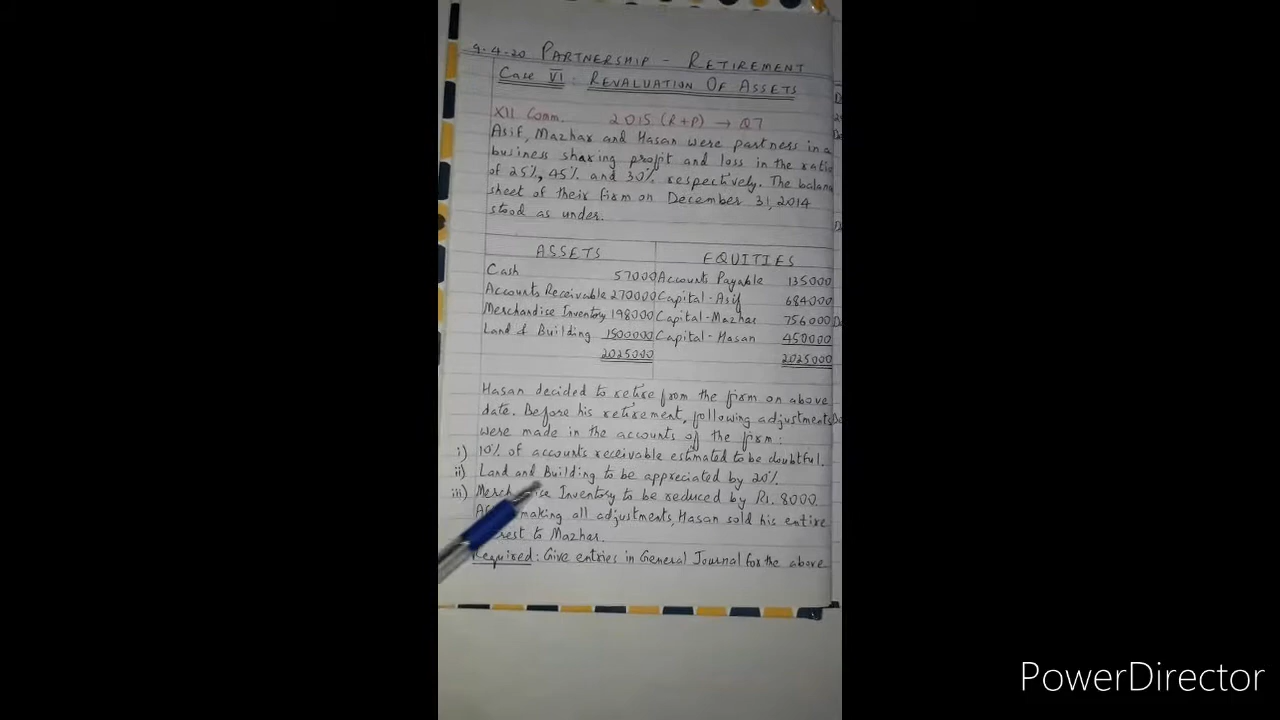 9.4.20 PARTNERSHIP - RETIREMENT
Case VI : REVALUATION OF ASSETS
XII Comm. 2015 (R+P) → Q7
Asif, Mazhar and Hasan were partners in a
business sharing profit and loss in the ratio
of 25%, 45% and 30% respectively. The balan
sheet of their firm on December 31, 2014
stood as under.
ASSETS EQUITIES
Cash 57000 Accounts Payable 135000
Accounts Receivable 270000 Capital-Asif 684000
Merchandise Inventory 198000 Capital-Mazhar 756000
Land & Building 1500000 Capital-Hasan 450000
2025000 2025000
Hasan decided to retire from the firm on above
date. Before his retirement, following adjustments
were made in the accounts of the firm:
i) 10% of accounts receivable estimated to be doubtful.
ii) Land and Building to be appreciated by 20%.
iii) Inventory to be reduced by Rs. 8000.
making all adjustments, Hasan sold his entire
rest to Mazhar.
Required: Give entries in General Journal for the above
PowerDirector